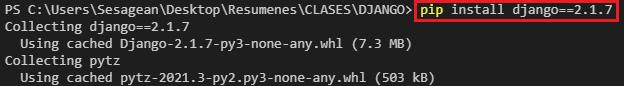 PS C:\Users\Sesagean\Desktop\Resumenes\CLASES\DJANGO> pip install django==2.1.7
Collecting django==2.1.7
  Using cached Django-2.1.7-py3-none-any.whl (7.3 MB)
Collecting pytz
  Using cached pytz-2021.3-py2.py3-none-any.whl (503 kB)